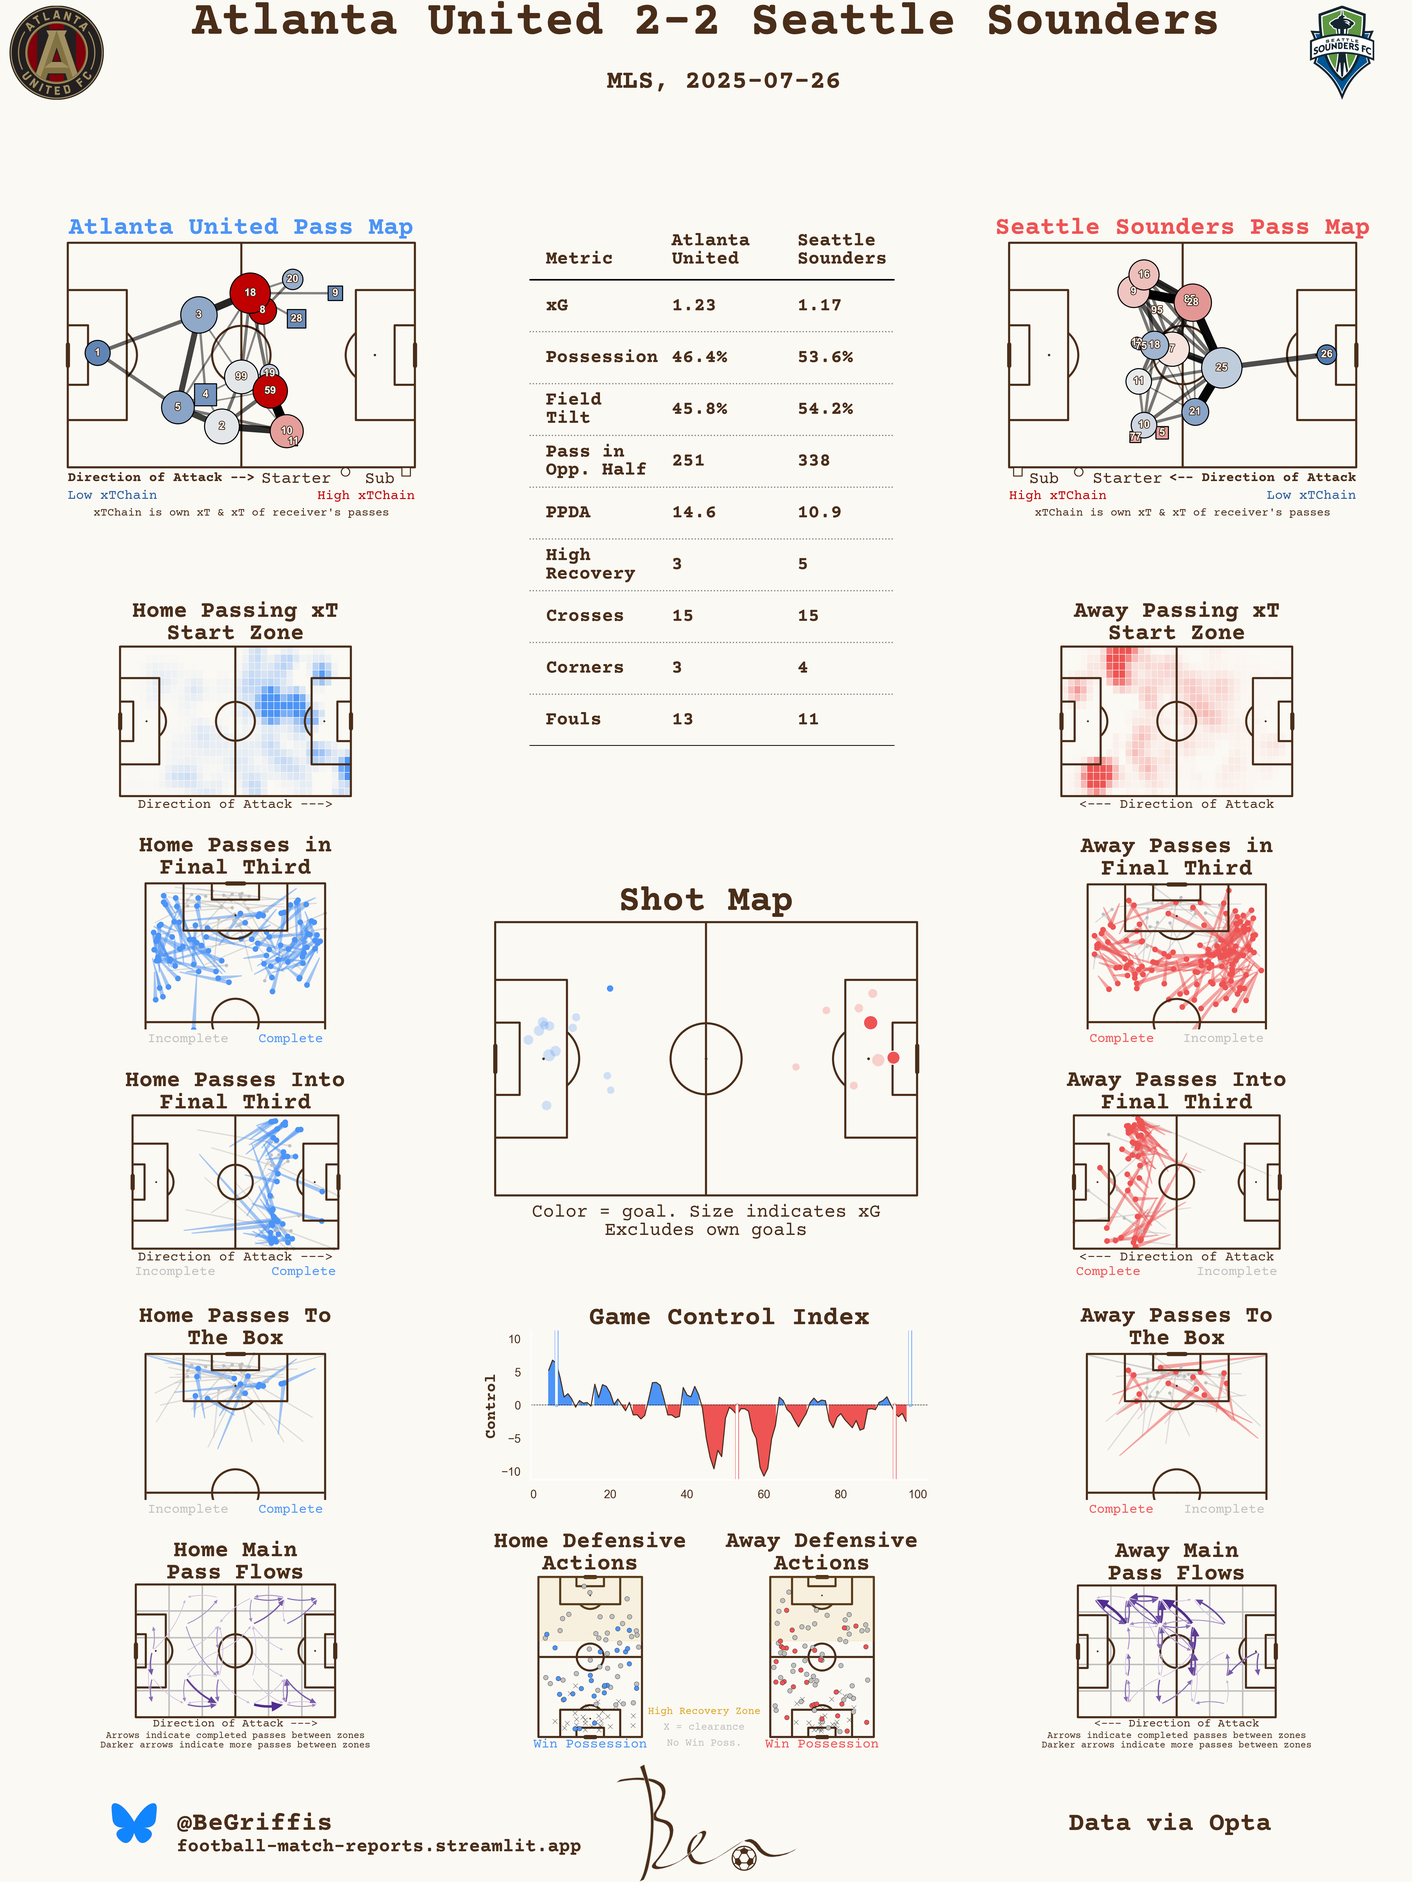 Atlanta United 2-2 Seattle Sounders
MLS, 2025-07-26
ATLANTA
UNITED FC
SEATTLE
SOUNDERS FC
Atlanta United Pass Map
1
3
5
4
2
18
8
20
9
28
99
19
59
10
11
Direction of Attack --> Starter Sub
Low xTChain High xTChain
xTChain is own xT & xT of receiver's passes
Metric Atlanta United Seattle Sounders
xG 1.23 1.17
Possession 46.4% 53.6%
Field Tilt 45.8% 54.2%
Pass in Opp. Half 251 338
PPDA 14.6 10.9
High Recovery 3 5
Crosses 15 15
Corners 3 4
Fouls 13 11
Seattle Sounders Pass Map
16
9
95
28
75
18
7
25
26
11
21
10
77
5
Sub Starter <-- Direction of Attack
High xTChain Low xTChain
xTChain is own xT & xT of receiver's passes
Home Passing xT
Start Zone
Direction of Attack --->
Away Passing xT
Start Zone
<--- Direction of Attack
Home Passes in
Final Third
Incomplete Complete
Away Passes in
Final Third
Complete Incomplete
Shot Map
Color = goal. Size indicates xG
Excludes own goals
Home Passes Into
Final Third
Direction of Attack --->
Incomplete Complete
Away Passes Into
Final Third
<--- Direction of Attack
Complete Incomplete
Home Passes To
The Box
Incomplete Complete
Game Control Index
Control
10
5
0
−5
−10
0 20 40 60 80 100
Away Passes To
The Box
Complete Incomplete
Home Main
Pass Flows
Direction of Attack --->
Arrows indicate completed passes between zones
Darker arrows indicate more passes between zones
Home Defensive
Actions
Win Possession
High Recovery Zone
X = clearance
No Win Poss.
Away Defensive
Actions
Win Possession
Away Main
Pass Flows
<--- Direction of Attack
Arrows indicate completed passes between zones
Darker arrows indicate more passes between zones
@BeGriffis
football-match-reports.streamlit.app
Ben
Data via Opta